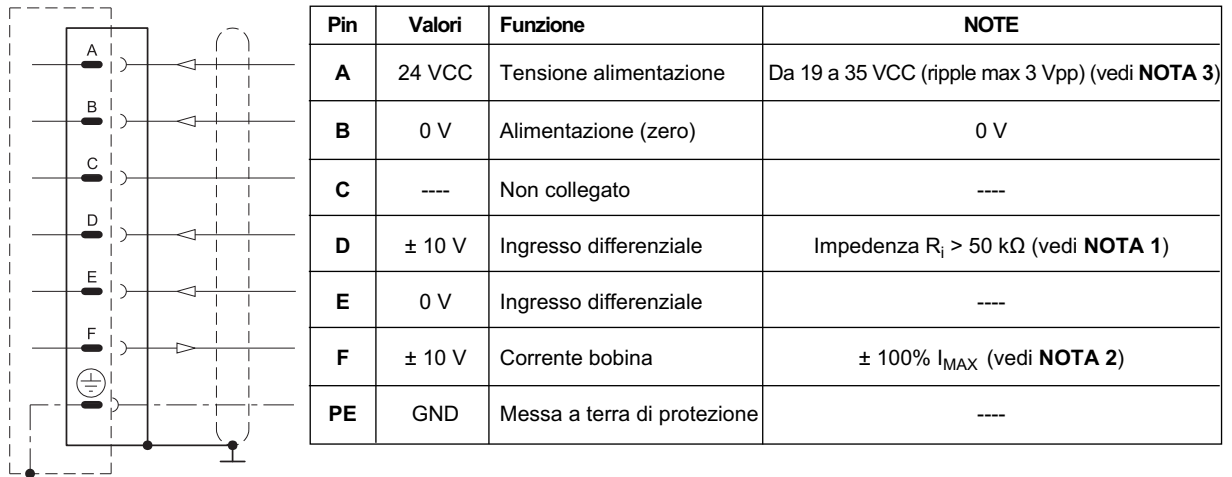 A
B
C
D
E
F
Pin Valori Funzione NOTE
A 24 VCC Tensione alimentazione Da 19 a 35 VCC (ripple max 3 Vpp) (vedi NOTA 3)
B 0 V Alimentazione (zero) 0 V
C ---- Non collegato ----
D ± 10 V Ingresso differenziale Impedenza Ri > 50 kΩ (vedi NOTA 1)
E 0 V Ingresso differenziale ----
F ± 10 V Corrente bobina ± 100% IMAX (vedi NOTA 2)
PE GND Messa a terra di protezione ----